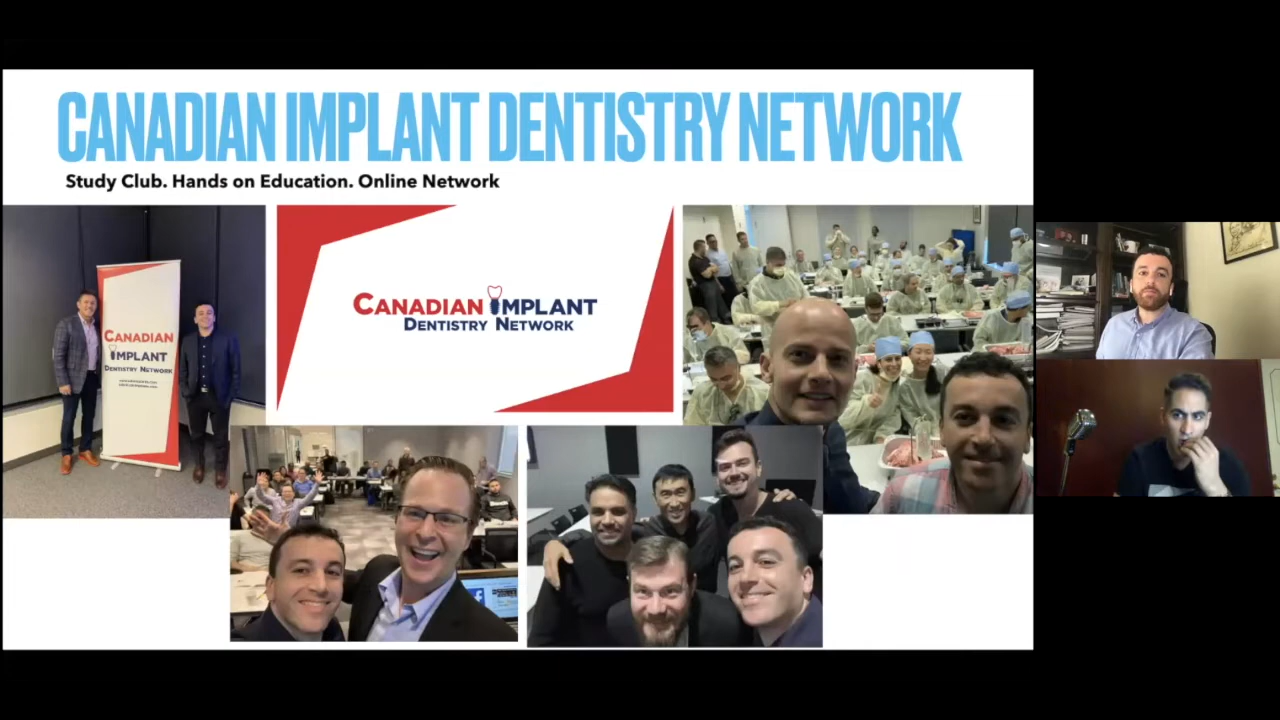 CANADIAN IMPLANT DENTISTRY NETWORK
Study Club. Hands on Education. Online Network
CANADIAN
IMPLANT
DENTISTRY NETWORK
CANADIAN IMPLANT
DENTISTRY NETWORK